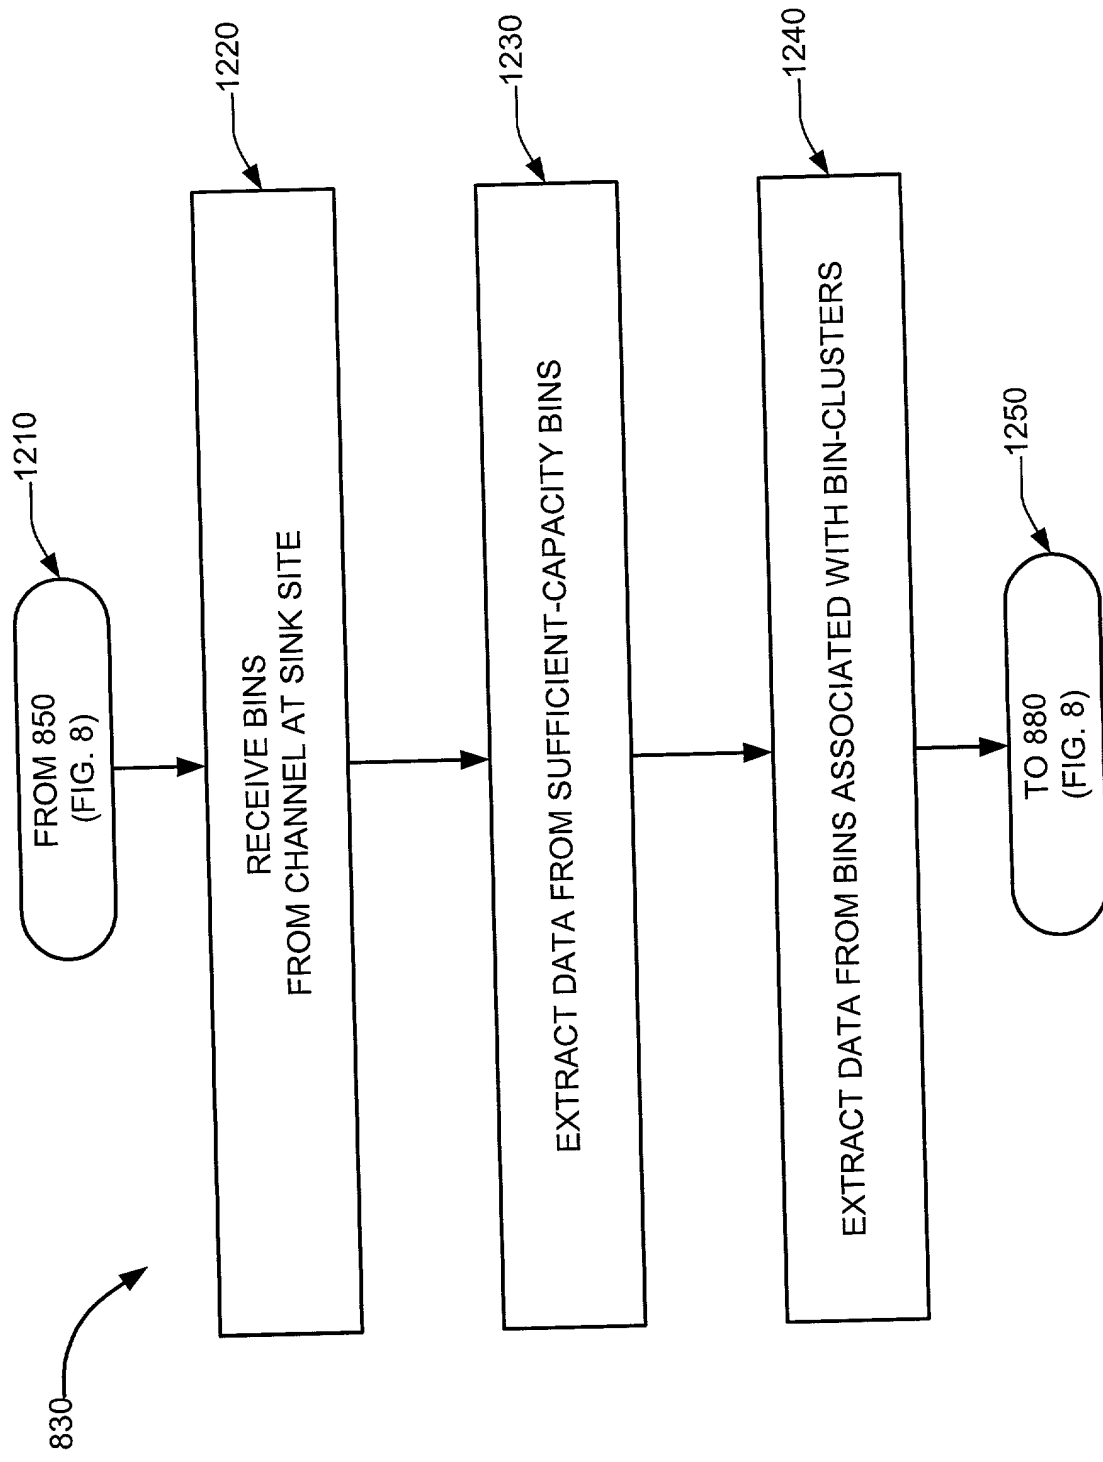 830
FROM 850
(FIG. 8)
1210
RECEIVE BINS
FROM CHANNEL AT SINK SITE
1220
EXTRACT DATA FROM SUFFICIENT-CAPACITY BINS
1230
EXTRACT DATA FROM BINS ASSOCIATED WITH BIN-CLUSTERS
1240
TO 880
(FIG. 8)
1250